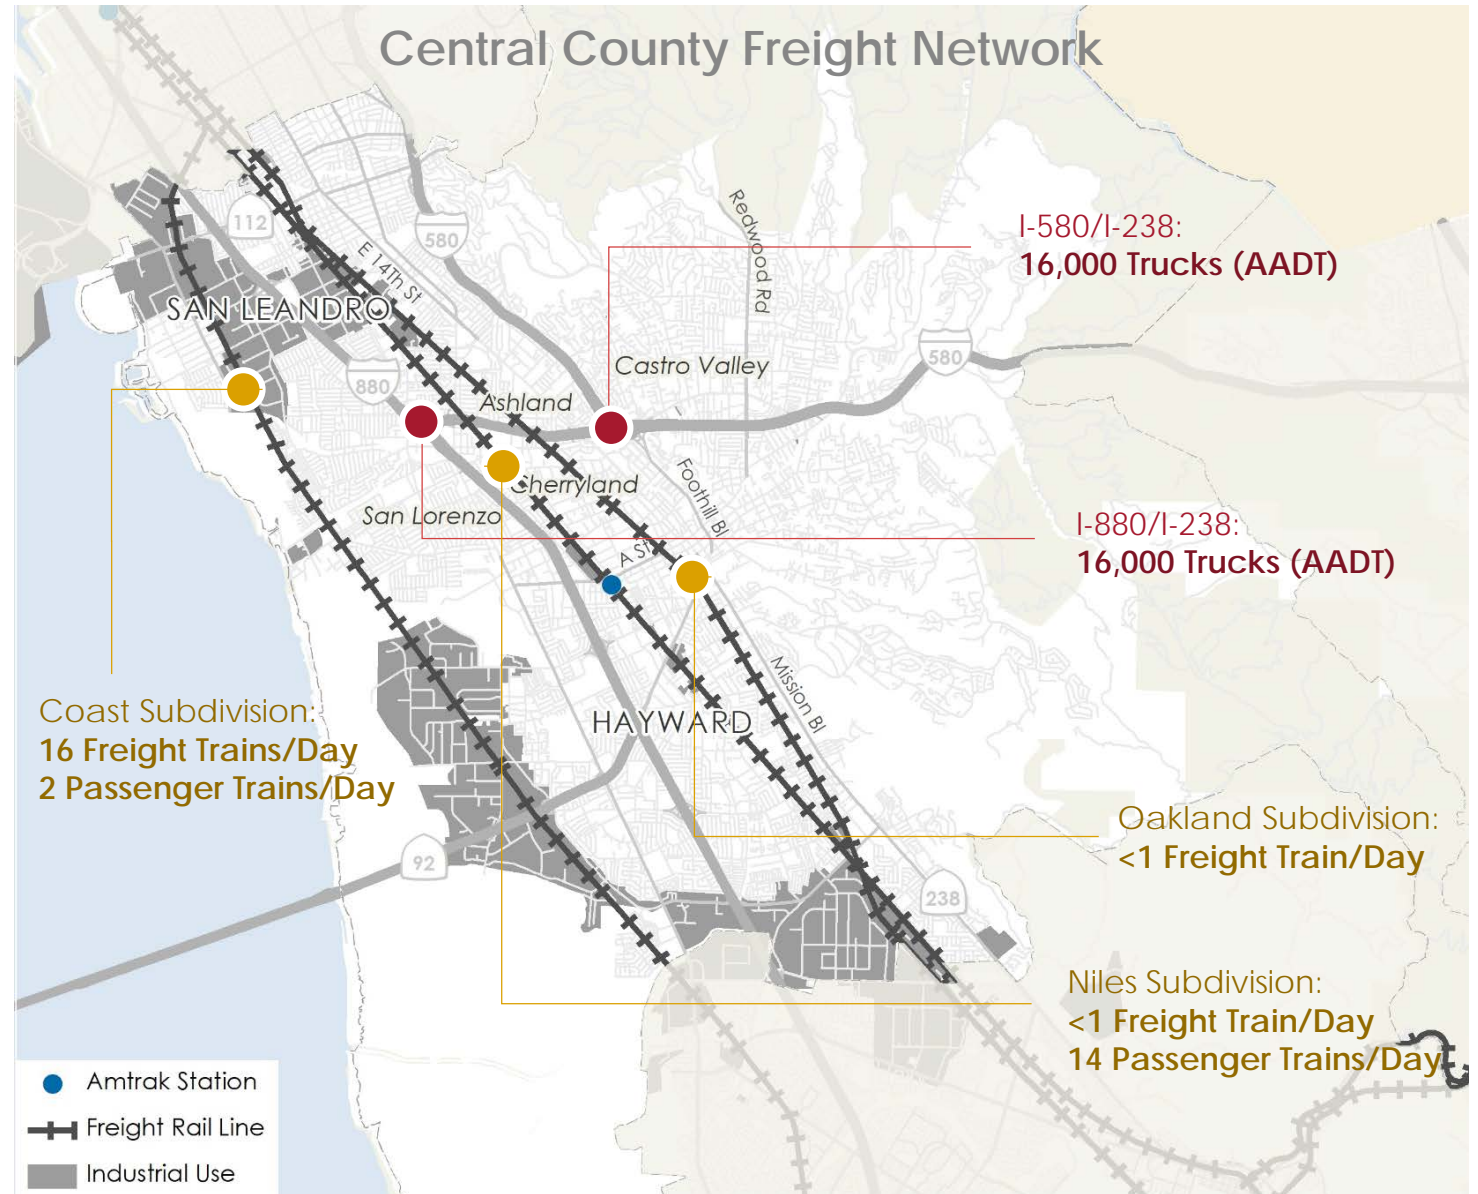 Central County Freight Network
112
580
E 14Th St
Redwood Rd
I-580/I-238:
16,000 Trucks (AADT)
SAN LEANDRO
880
Castro Valley
580
Ashland
Cherryland
San Lorenzo
Foothill Bl
A St
I-880/I-238:
16,000 Trucks (AADT)
Mission Bl
HAYWARD
Coast Subdivision:
16 Freight Trains/Day
2 Passenger Trains/Day
92
238
Oakland Subdivision:
<1 Freight Train/Day
Niles Subdivision:
<1 Freight Train/Day
14 Passenger Trains/Day
Amtrak Station
Freight Rail Line
Industrial Use